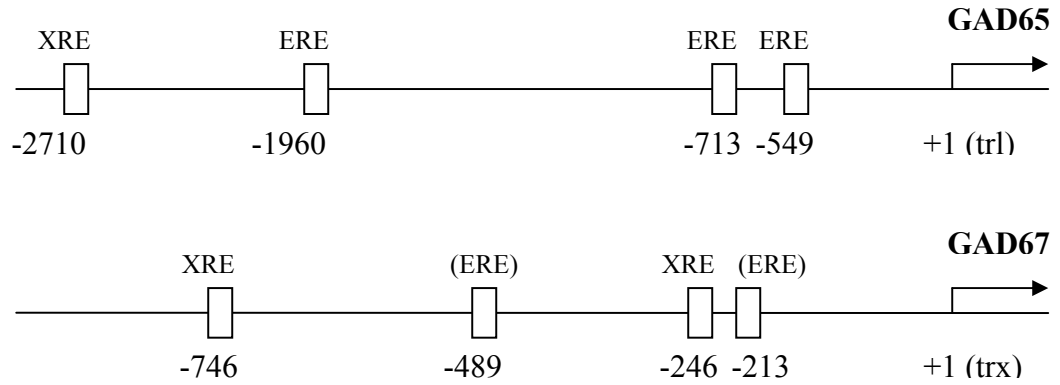 GAD65
XRE ERE ERE ERE
-2710 -1960 -713 -549 +1 (trl)
GAD67
XRE (ERE) XRE (ERE)
-746 -489 -246 -213 +1 (trx)